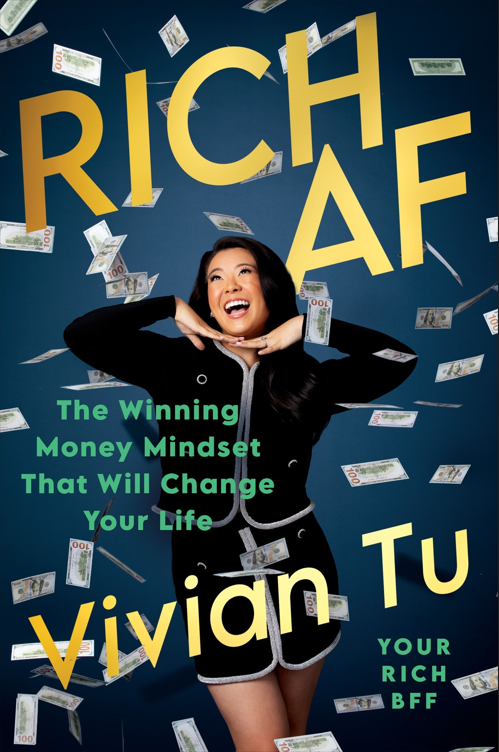 RICH
AF
The Winning
Money Mindset
That Will Change
Your Life
Vivian Tu
YOUR
RICH
BFF